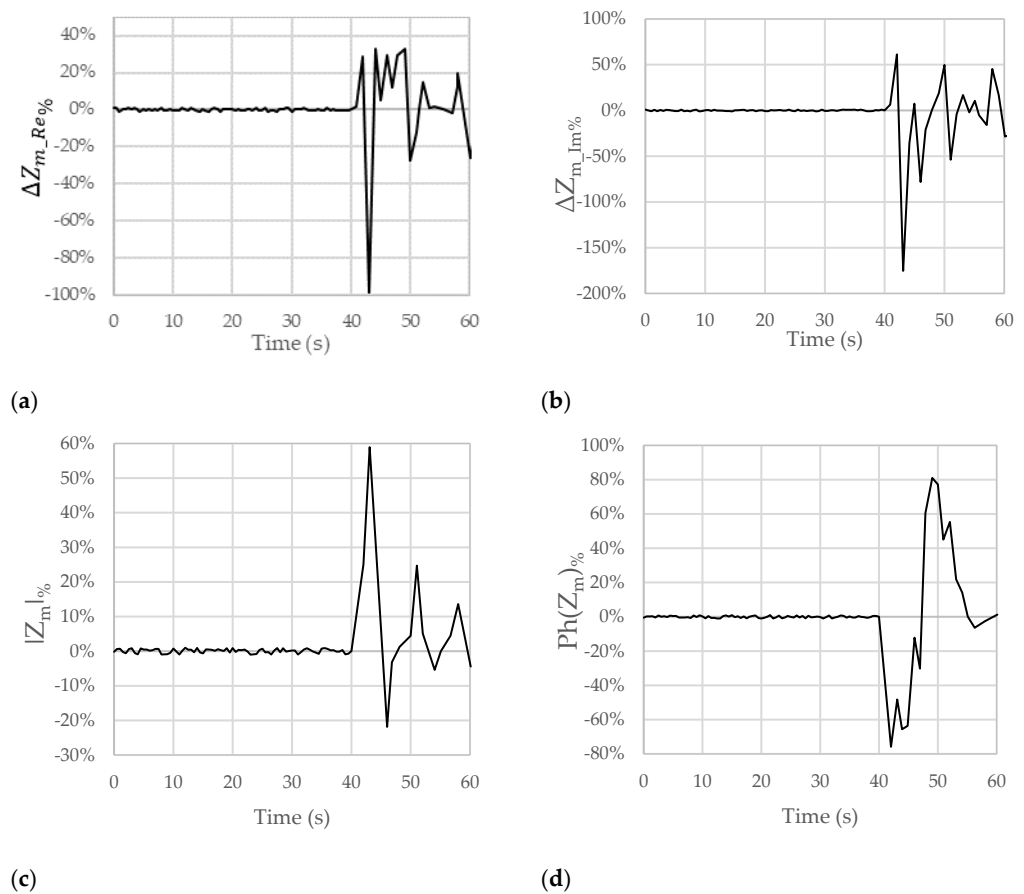 40%
20%
0%
-20%
-40%
-60%
-80%
-100%
ΔZm_Re%
0 10 20 30 40 50 60
Time (s)
(a)
100%
50%
0%
-50%
-100%
-150%
-200%
ΔZm_Im%
0 10 20 30 40 50 60
Time (s)
(b)
60%
50%
40%
30%
20%
10%
0%
-10%
-20%
-30%
|Zm|%
0 10 20 30 40 50 60
Time (s)
(c)
100%
80%
60%
40%
20%
0%
-20%
-40%
-60%
-80%
Ph(Zm)%
0 10 20 30 40 50 60
Time (s)
(d)